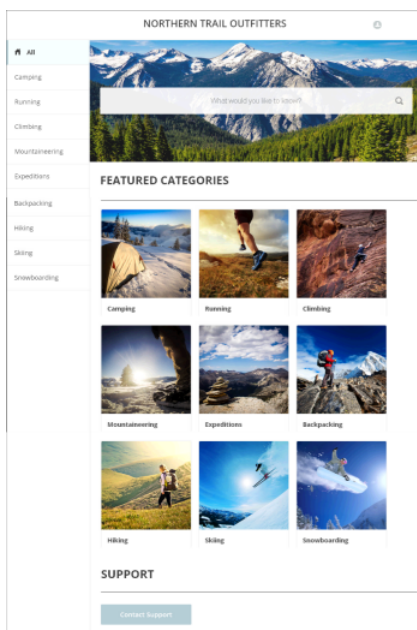 NORTHERN TRAIL OUTFITTERS
All
Camping
Running
Climbing
Mountaineering
Expeditions
Backpacking
Hiking
Skiing
Snowboarding
What would you like to know?
FEATURED CATEGORIES
Camping
Running
Climbing
Mountaineering
Expeditions
Backpacking
Hiking
Skiing
Snowboarding
SUPPORT
Contact Support